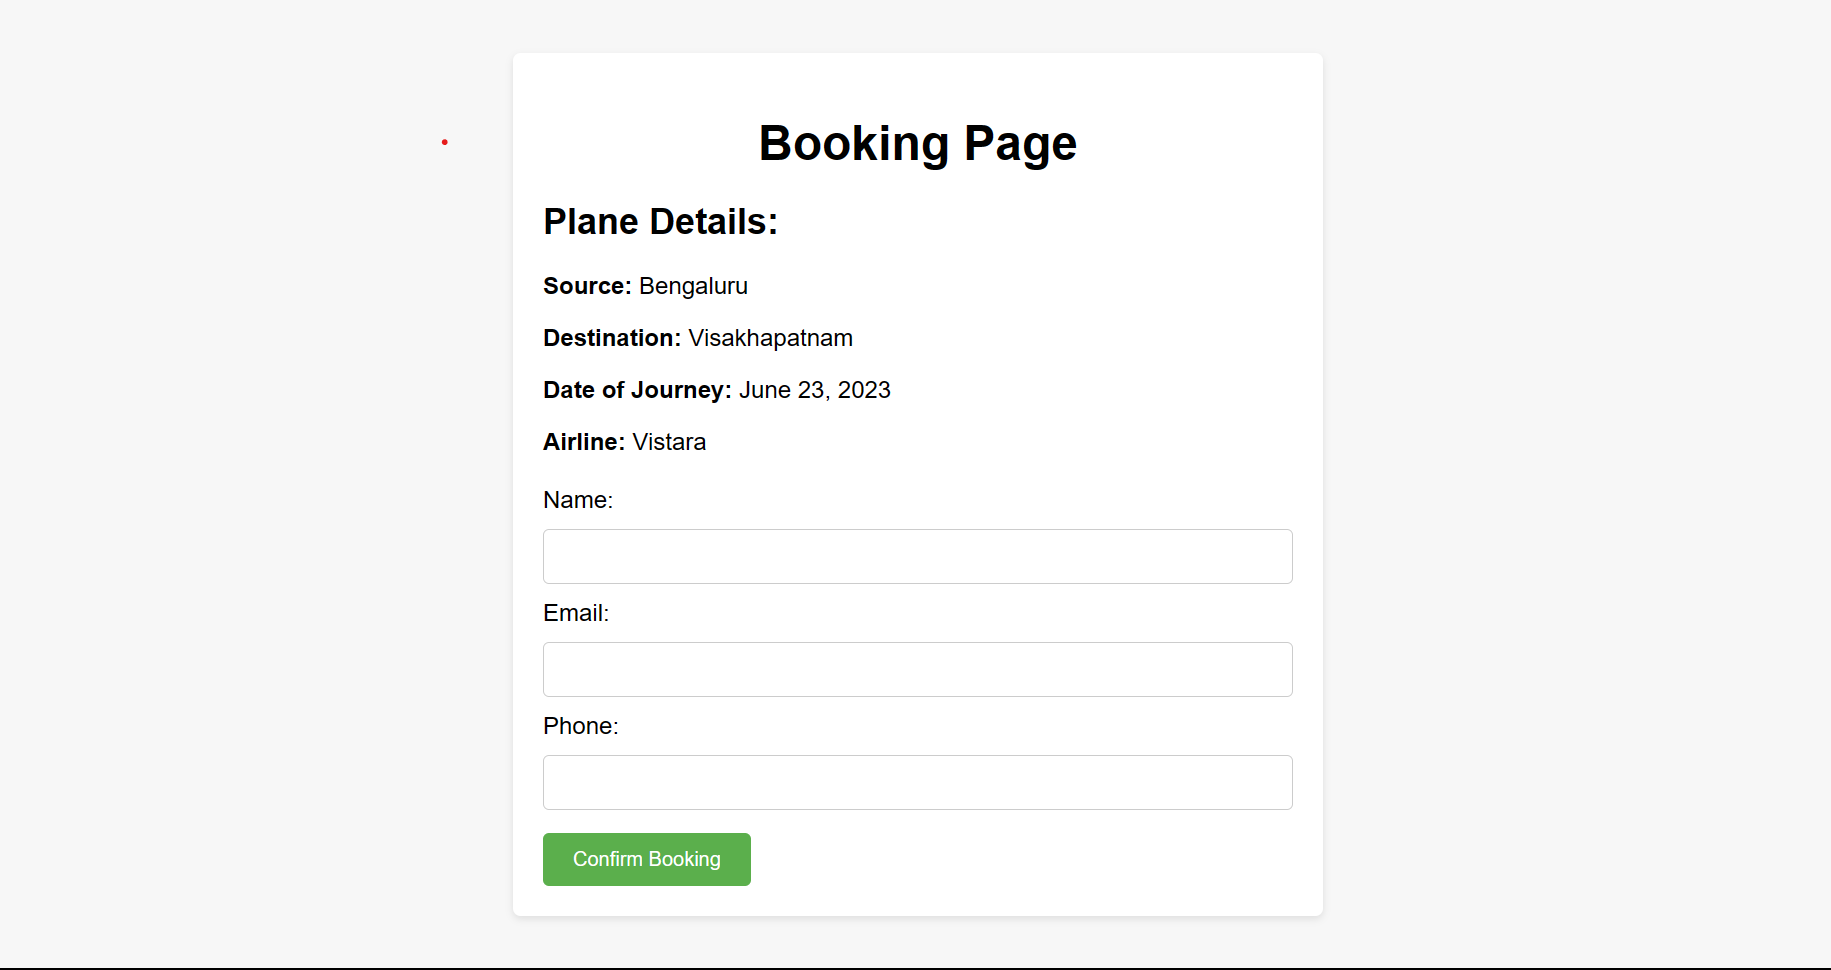 Booking Page
Plane Details:
Source: Bengaluru
Destination: Visakhapatnam
Date of Journey: June 23, 2023
Airline: Vistara
Name:
Email:
Phone:
Confirm Booking